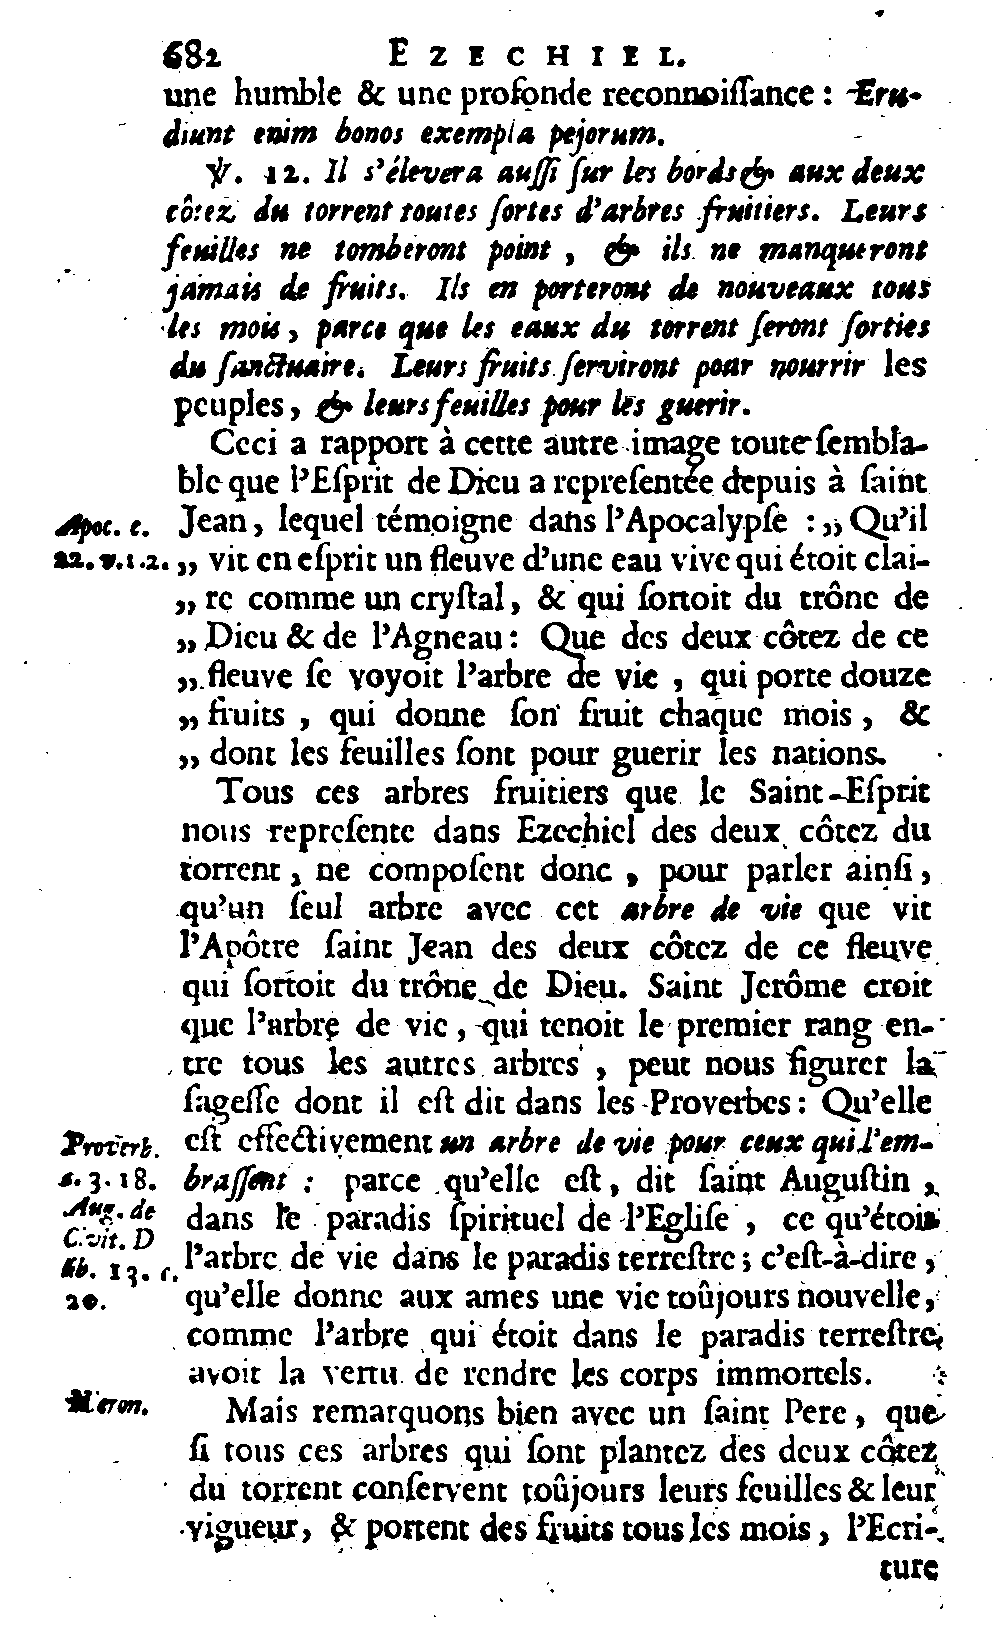 682 EZECHIEL.
une humble & une profonde reconnoiſſance : Eru-
diunt enim bonos exempla pejorum.
℣. 12. Il s'élevera auſſi ſur les bords & aux deux
côtez du torrent toutes ſortes d'arbres fruitiers. Leurs
feuilles ne tomberont point, & ils ne manqueront
jamais de fruits. Ils en porteront de nouveaux tous
les mois, parce que les eaux du torrent ſeront ſorties
du ſanctuaire. Leurs fruits ſerviront pour nourrir les
peuples, & leurs feuilles pour les guerir.
Ceci a rapport à cette autre image toute ſembla-
ble que l'Eſprit de Dieu a repreſentée depuis à ſaint
Apoc. c. Jean, lequel témoigne dans l'Apocalypſe : ,, Qu'il
22. v. 1. 2. ,, vit en eſprit un fleuve d'une eau vive qui étoit clai-
,, re comme un cryſtal, & qui ſortoit du trône de
,, Dieu & de l'Agneau : Que des deux côtez de ce
,, fleuve ſe voyoit l'arbre de vie, qui porte douze
,, fruits, qui donne ſon fruit chaque mois, &
,, dont les feuilles ſont pour guerir les nations.
Tous ces arbres fruitiers que le Saint-Eſprit
nous repreſente dans Ezechiel des deux côtez du
torrent, ne compoſent donc, pour parler ainſi,
qu'un ſeul arbre avec cet arbre de vie que vit
l'Apôtre ſaint Jean des deux côtez de ce fleuve
qui ſortoit du trône de Dieu. Saint Jerôme croit
que l'arbre de vie, qui tenoit le premier rang en-
tre tous les autres arbres, peut nous figurer la
ſageſſe dont il eſt dit dans les Proverbes : Qu'elle
Proverb. eſt effectivement un arbre de vie pour ceux qui l'em-
c. 3. 18. braſſent : parce qu'elle eſt, dit ſaint Auguſtin,
Aug. de dans le paradis ſpirituel de l'Egliſe, ce qu'étoit
Civit. D l'arbre de vie dans le paradis terreſtre ; c'eſt-à-dire,
lib. 13. c.
20. qu'elle donne aux ames une vie toûjours nouvelle,
comme l'arbre qui étoit dans le paradis terreſtre,
avoit la vertu de rendre les corps immortels.
Hieron. Mais remarquons bien avec un ſaint Pere, que
ſi tous ces arbres qui ſont plantez des deux côtez
du torrent conſervent toûjours leurs feuilles & leur
vigueur, & portent des fruits tous les mois, l'Ecri-
ture